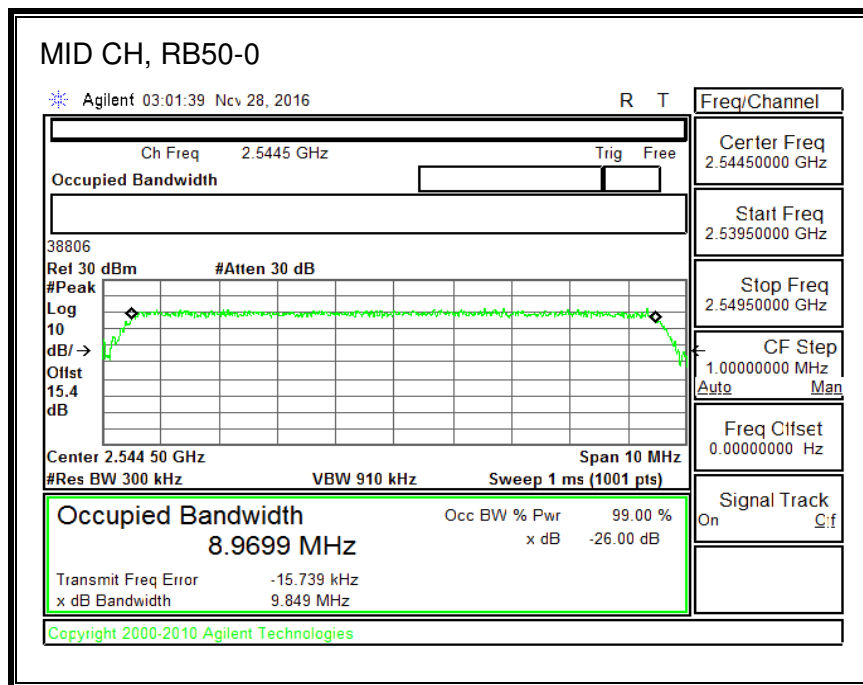 MID CH, RB50-0
Agilent 03:01:39 Nov 28, 2016 R T
Freq/Channel
Ch Freq 2.5445 GHz Trig Free
Occupied Bandwidth
Center Freq
2.54450000 GHz
Start Freq
2.53950000 GHz
Stop Freq
2.54950000 GHz
CF Step
1.00000000 MHz
Auto Man
Freq Offset
0.00000000 Hz
Signal Track
On Off
38806
Ref 30 dBm #Atten 30 dB
#Peak
Log
10
dB/
Offst
15.4
dB
Center 2.544 50 GHz Span 10 MHz
#Res BW 300 kHz VBW 910 kHz Sweep 1 ms (1001 pts)
Occupied Bandwidth Occ BW % Pwr 99.00 %
8.9699 MHz x dB -26.00 dB
Transmit Freq Error -15.739 kHz
x dB Bandwidth 9.849 MHz
Copyright 2000-2010 Agilent Technologies